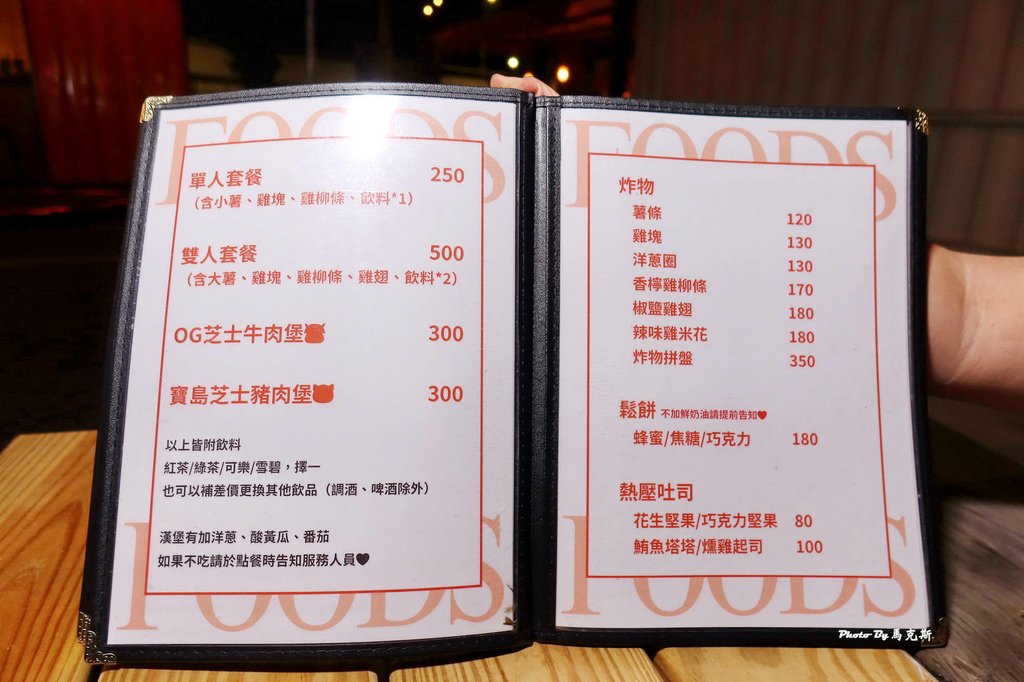 FOODS
單人套餐 250
（含小薯、雞塊、雞柳條、飲料*1）
雙人套餐 500
（含大薯、雞塊、雞柳條、雞翅、飲料*2）
OG芝士牛肉堡 300
寶島芝士豬肉堡 300
以上皆附飲料
紅茶/綠茶/可樂/雪碧，擇一
也可以補差價更換其他飲品（調酒、啤酒除外）
漢堡有加洋蔥、酸黃瓜、番茄
如果不吃請於點餐時告知服務人員♥
FOODS
FOODS
炸物
薯條 120
雞塊 130
洋蔥圈 130
香檸雞柳條 170
椒鹽雞翅 180
辣味雞米花 180
炸物拼盤 350
鬆餅 不加鮮奶油請提前告知♥
蜂蜜/焦糖/巧克力 180
熱壓吐司
花生堅果/巧克力堅果 80
鮪魚塔塔/燻雞起司 100
FOODS
Photo By 馬克斯